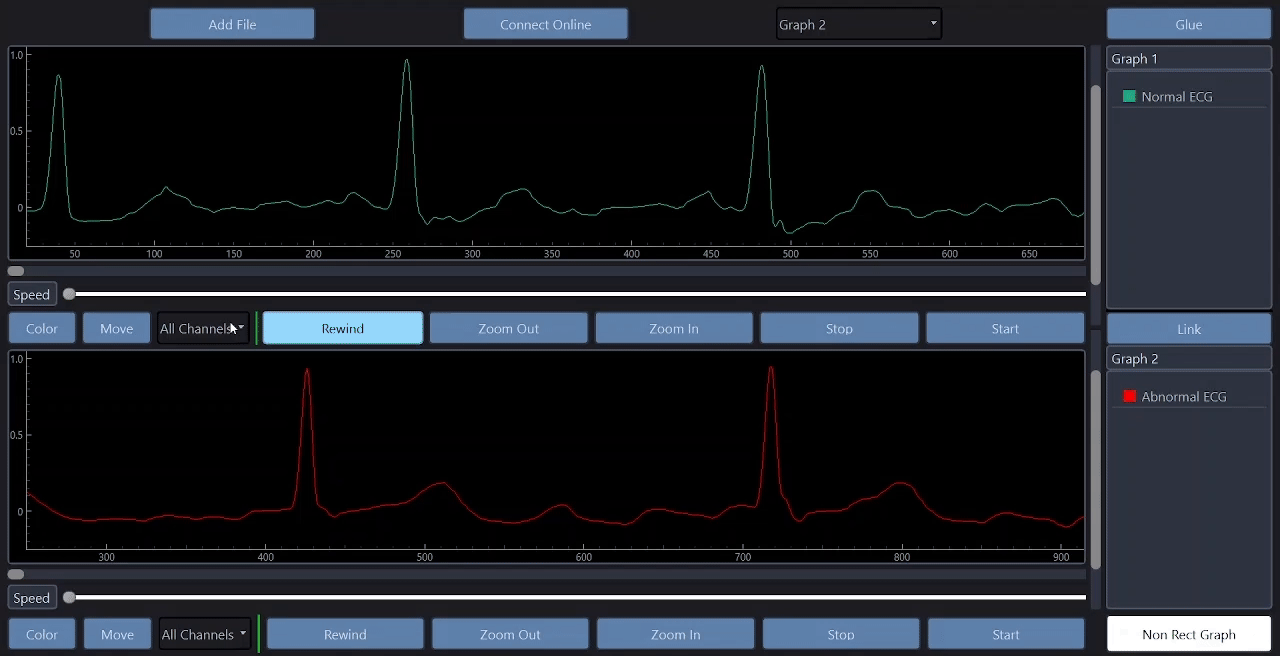 Add File Connect Online Graph 2 Glue
Graph 1
Normal ECG
1.0
0.5
0
50 100 150 200 250 300 350 400 450 500 550 600 650
Speed
Color Move All Channels Rewind Zoom Out Zoom In Stop Start Link
Graph 2
Abnormal ECG
1.0
0.5
0
300 400 500 600 700 800 900
Speed
Color Move All Channels Rewind Zoom Out Zoom In Stop Start Non Rect Graph